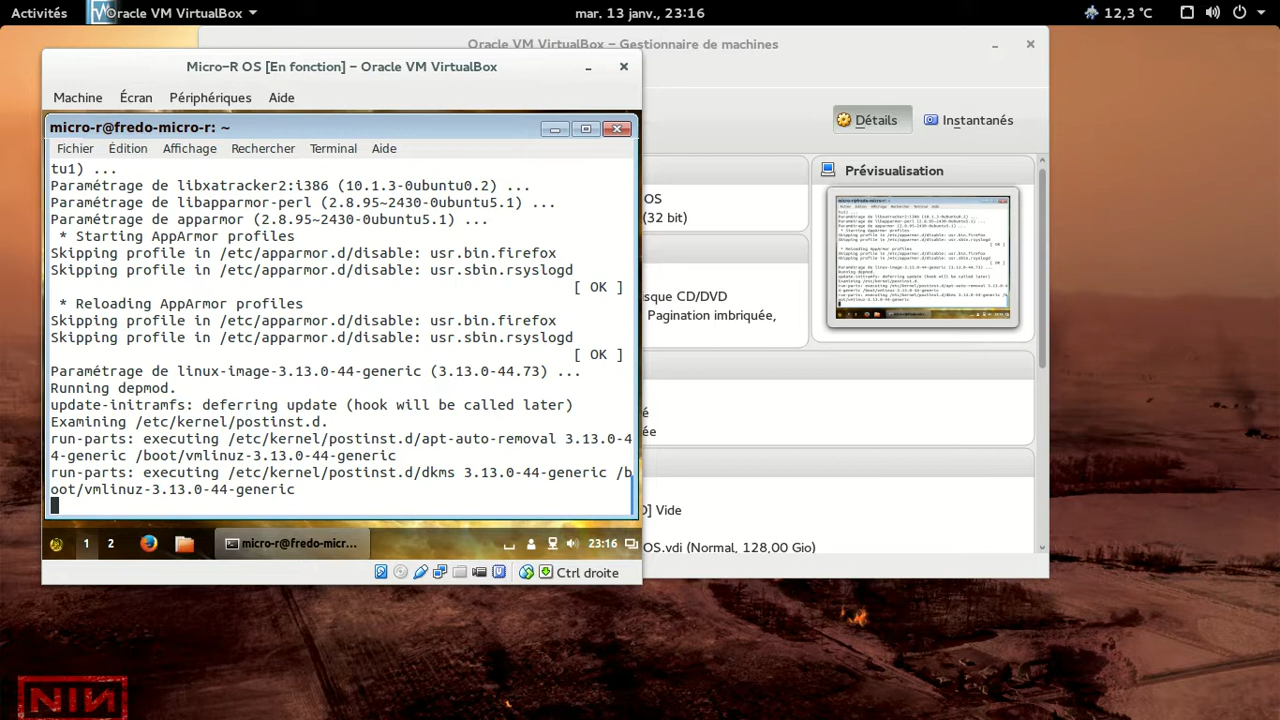 Activités
Oracle VM VirtualBox
mar. 13 janv., 23:16
12,3 °C
Oracle VM VirtualBox – Gestionnaire de machines
Micro-R OS [En fonction] – Oracle VM VirtualBox
Machine Écran Périphériques Aide
Détails
Instantanés
micro-r@fredo-micro-r: ~
Fichier Édition Affichage Rechercher Terminal Aide
tu1) ...
Paramétrage de libxatracker2:i386 (10.1.3-0ubuntu0.2) ...
Paramétrage de libapparmor-perl (2.8.95~2430-0ubuntu5.1) ...
Paramétrage de apparmor (2.8.95~2430-0ubuntu5.1) ...
* Starting AppArmor profiles
Skipping profile in /etc/apparmor.d/disable: usr.bin.firefox
Skipping profile in /etc/apparmor.d/disable: usr.sbin.rsyslogd
[ OK ]
* Reloading AppArmor profiles
Skipping profile in /etc/apparmor.d/disable: usr.bin.firefox
Skipping profile in /etc/apparmor.d/disable: usr.sbin.rsyslogd
[ OK ]
Paramétrage de linux-image-3.13.0-44-generic (3.13.0-44.73) ...
Running depmod.
update-initramfs: deferring update (hook will be called later)
Examining /etc/kernel/postinst.d.
run-parts: executing /etc/kernel/postinst.d/apt-auto-removal 3.13.0-4
4-generic /boot/vmlinuz-3.13.0-44-generic
run-parts: executing /etc/kernel/postinst.d/dkms 3.13.0-44-generic /b
oot/vmlinuz-3.13.0-44-generic
1 2
micro-r@fredo-micr...
23:16
Ctrl droite
Prévisualisation
OS
(32 bit)
sque CD/DVD
Pagination imbriquée,
é
ée
D] Vide
OS.vdi (Normal, 128,00 Gio)
NIN